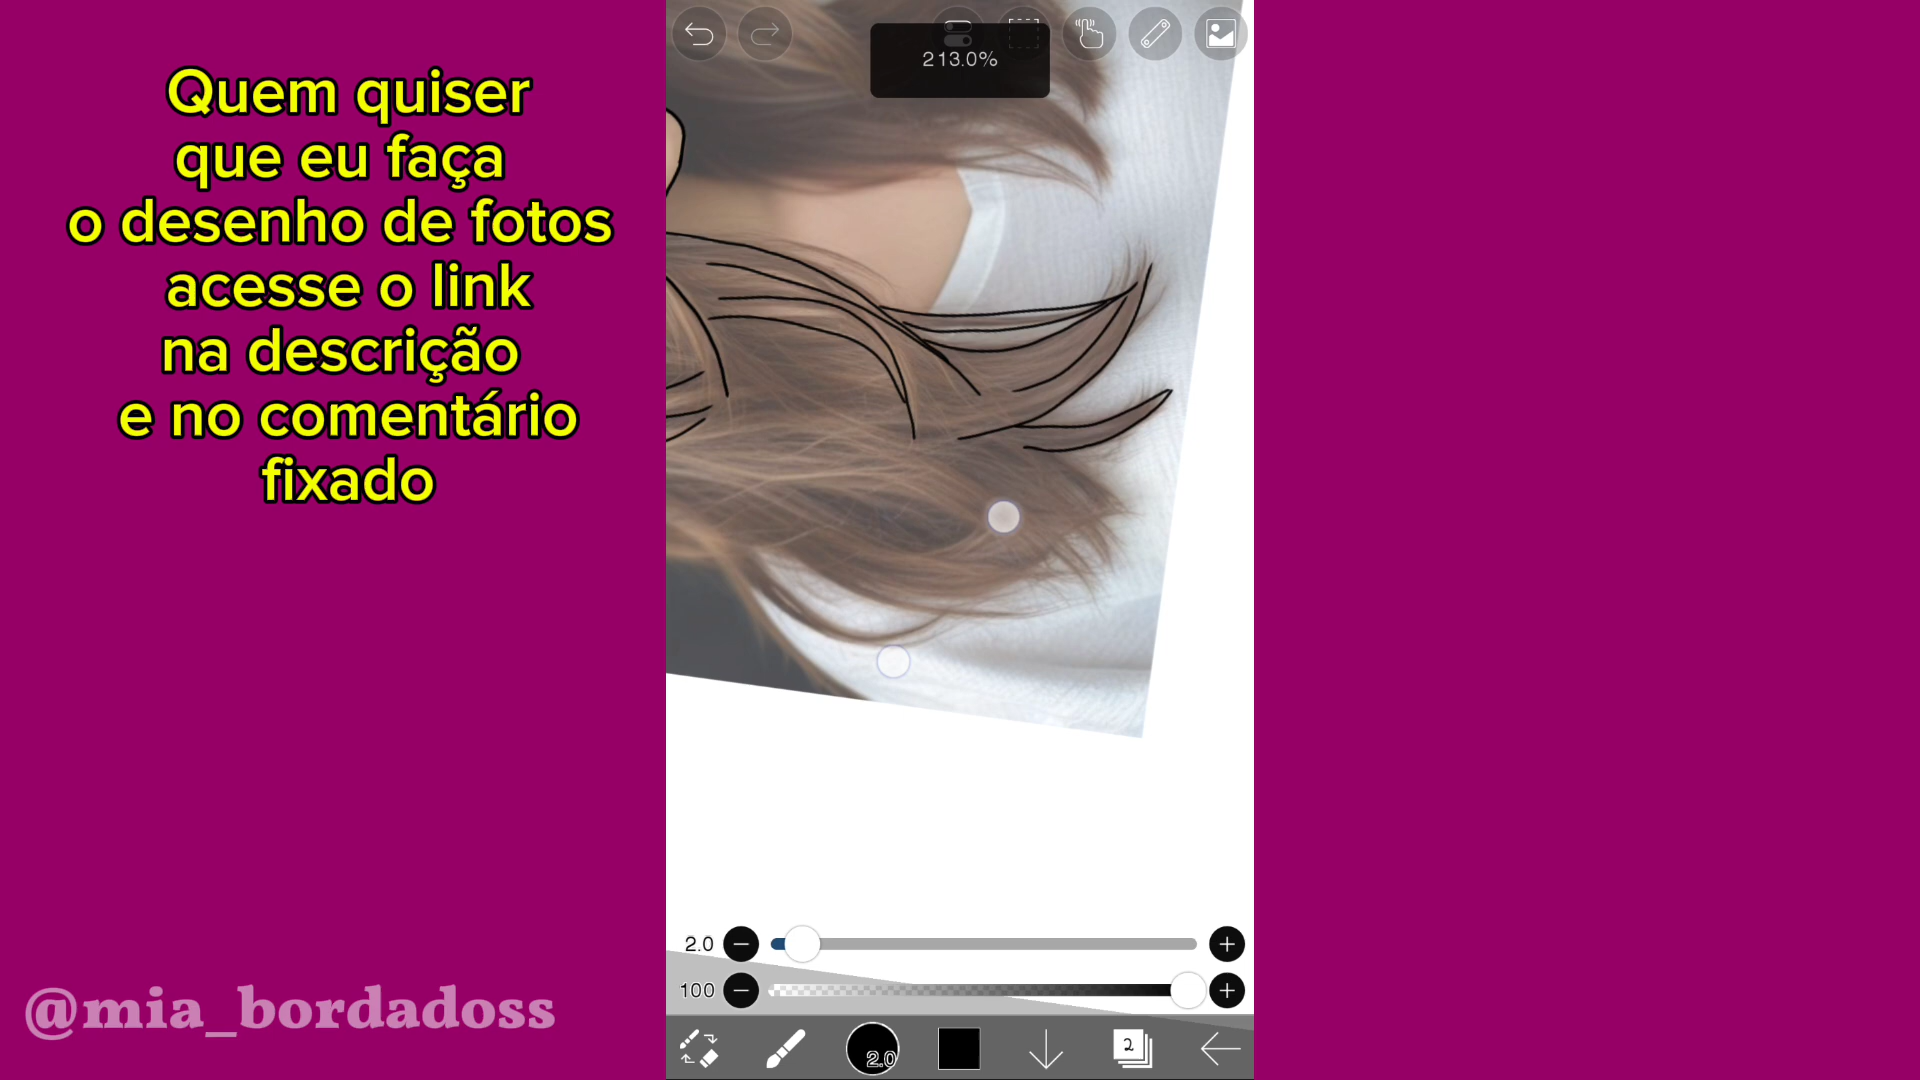 Quem quiser
que eu faça
o desenho de fotos
acesse o link
na descrição
e no comentário
fixado
@mia_bordadoss
213.0%
2.0
100
2.0
2